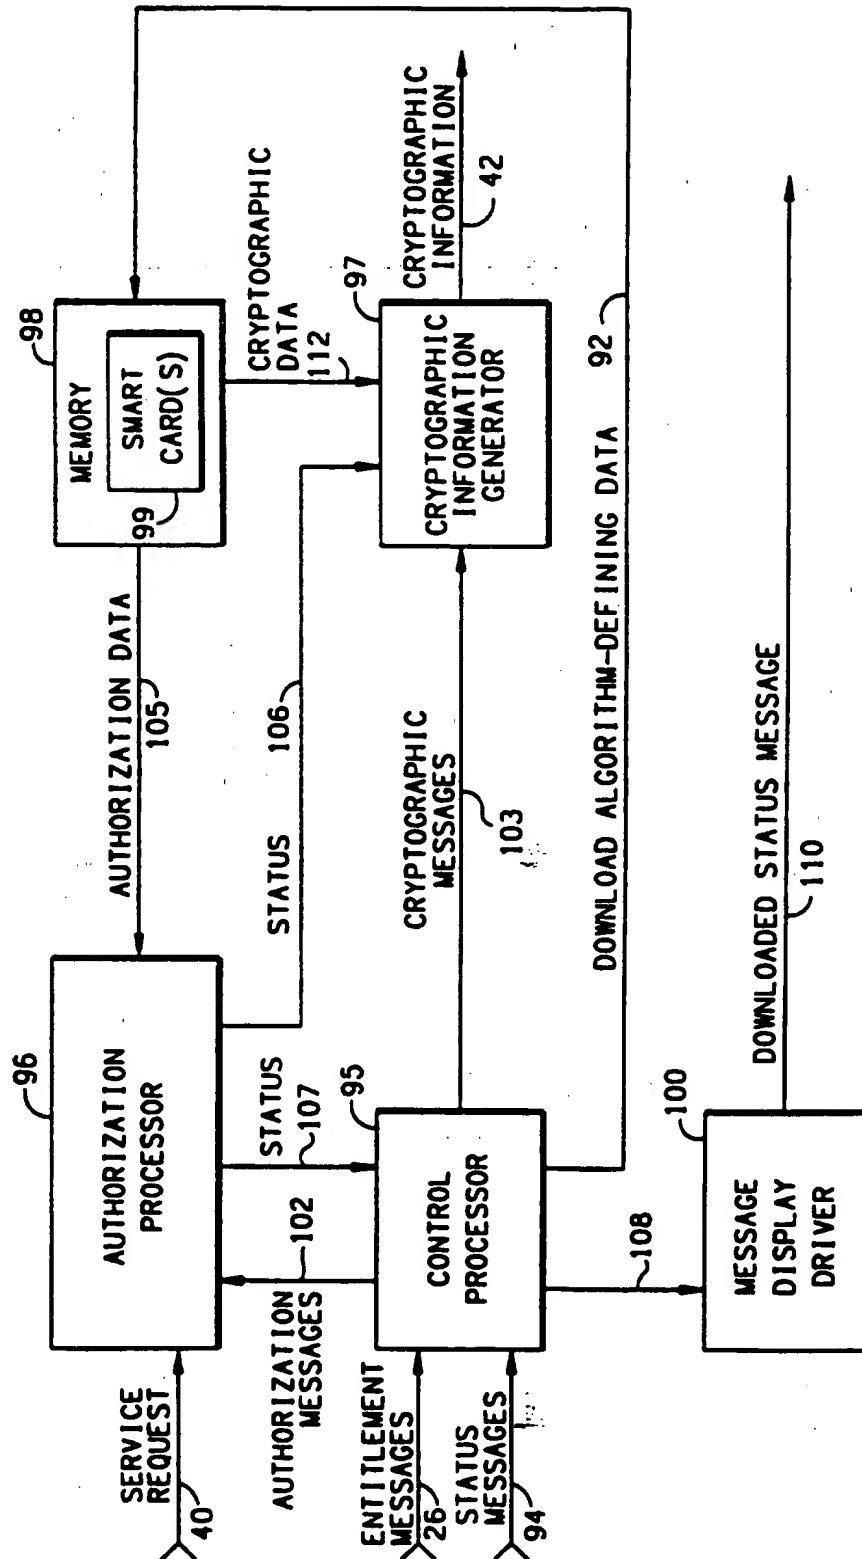 SERVICE
REQUEST
40
96
AUTHORIZATION
PROCESSOR
AUTHORIZATION DATA
105
98
MEMORY
SMART
CARD(S)
99
AUTHORIZATION
MESSAGES
102
STATUS
107
STATUS
106
CRYPTOGRAPHIC
DATA
112
ENTITLEMENT
MESSAGES
26
STATUS
MESSAGES
94
95
CONTROL
PROCESSOR
CRYPTOGRAPHIC
MESSAGES
103
97
CRYPTOGRAPHIC
INFORMATION
GENERATOR
CRYPTOGRAPHIC
INFORMATION
42
DOWNLOAD ALGORITHM-DEFINING DATA
92
108
100
MESSAGE
DISPLAY
DRIVER
DOWNLOADED STATUS MESSAGE
110